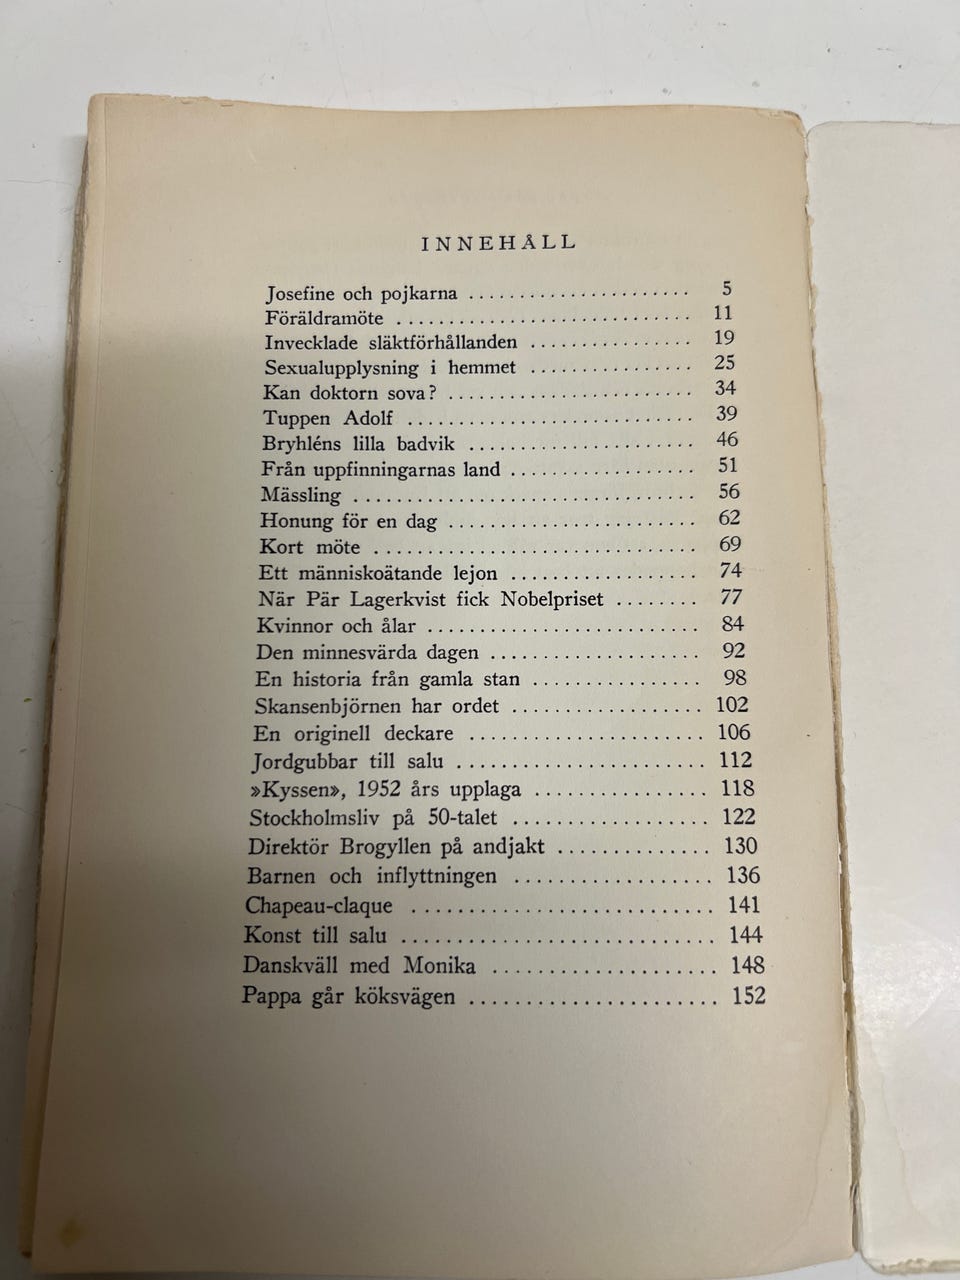 INNEHÅLL
Josefine och pojkarna ...................... 5
Föräldramöte ............................. 11
Invecklade släktförhållanden ................ 19
Sexualupplysning i hemmet ................ 25
Kan doktorn sova? ........................ 34
Tuppen Adolf ............................ 39
Bryhléns lilla badvik ...................... 46
Från uppfinningarnas land .................. 51
Mässling .................................. 56
Honung för en dag ........................ 62
Kort möte ................................ 69
Ett människoätande lejon .................. 74
När Pär Lagerkvist fick Nobelpriset ........ 77
Kvinnor och ålar .......................... 84
Den minnesvärda dagen .................... 92
En historia från gamla stan ................ 98
Skansenbjörnen har ordet .................. 102
En originell deckare ...................... 106
Jordgubbar till salu ........................ 112
»Kyssen», 1952 års upplaga ................ 118
Stockholmsliv på 50-talet .................. 122
Direktör Brogyllen på andjakt .............. 130
Barnen och inflyttningen .................. 136
Chapeau-claque ........................... 141
Konst till salu ............................ 144
Danskväll med Monika .................... 148
Pappa går köksvägen ...................... 152